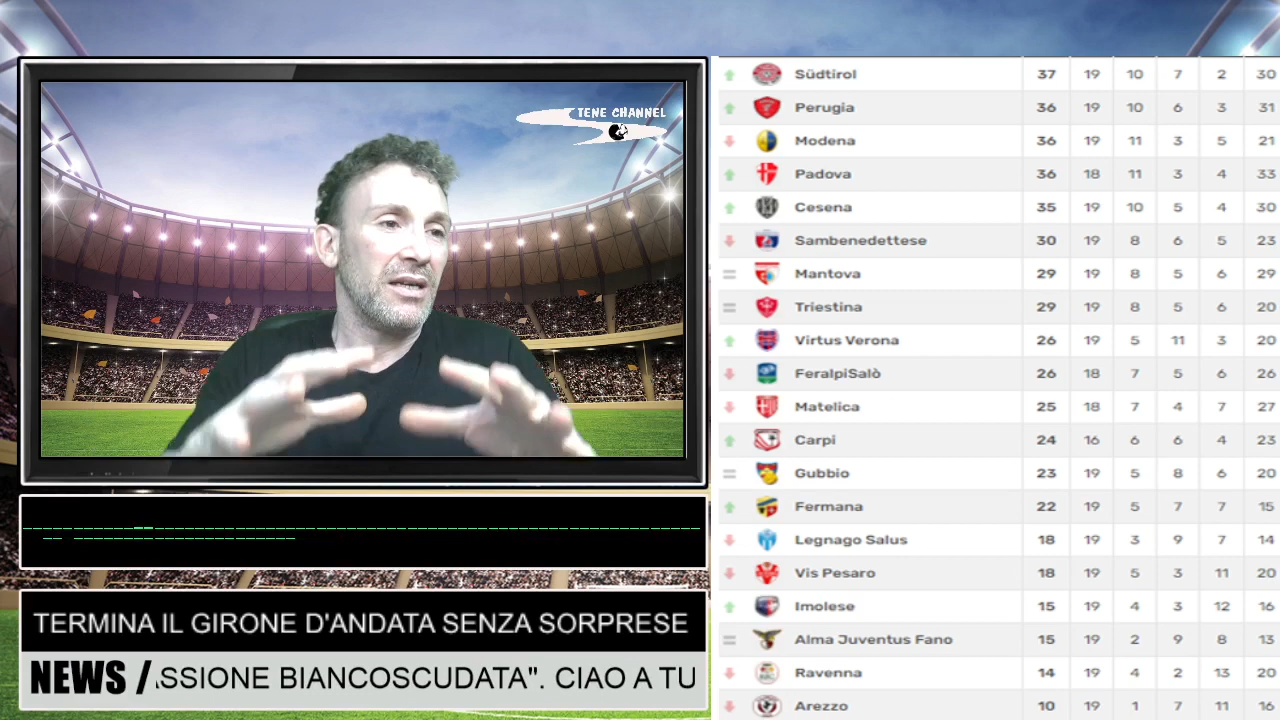 TENE CHANNEL
TERMINA IL GIRONE D'ANDATA SENZA SORPRESE
NEWS / ASSIONE BIANCOSCUDATA". CIAO A TU
Südtirol 37 19 10 7 2 30
Perugia 36 19 10 6 3 31
Modena 36 19 11 3 5 21
Padova 36 18 11 3 4 33
Cesena 35 19 10 5 4 30
Sambenedettese 30 19 8 6 5 23
Mantova 29 19 8 5 6 29
Triestina 29 19 8 5 6 20
Virtus Verona 26 19 5 11 3 20
FeralpiSalò 26 18 7 5 6 26
Matelica 25 18 7 4 7 27
Carpi 24 16 6 6 4 23
Gubbio 23 19 5 8 6 20
Fermana 22 19 5 7 7 15
Legnago Salus 18 19 3 9 7 14
Vis Pesaro 18 19 5 3 11 20
Imolese 15 19 4 3 12 16
Alma Juventus Fano 15 19 2 9 8 13
Ravenna 14 19 4 2 13 20
Arezzo 10 19 1 7 11 16